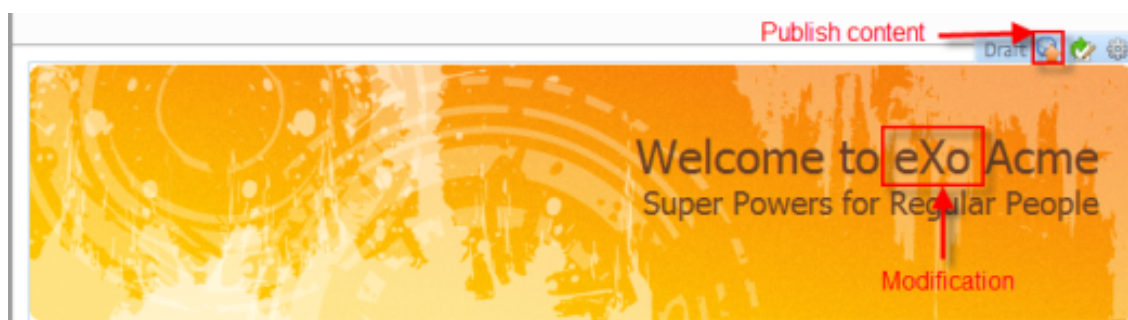 Publish content
Draft
Welcome to eXo Acme
Super Powers for Regular People
Modification